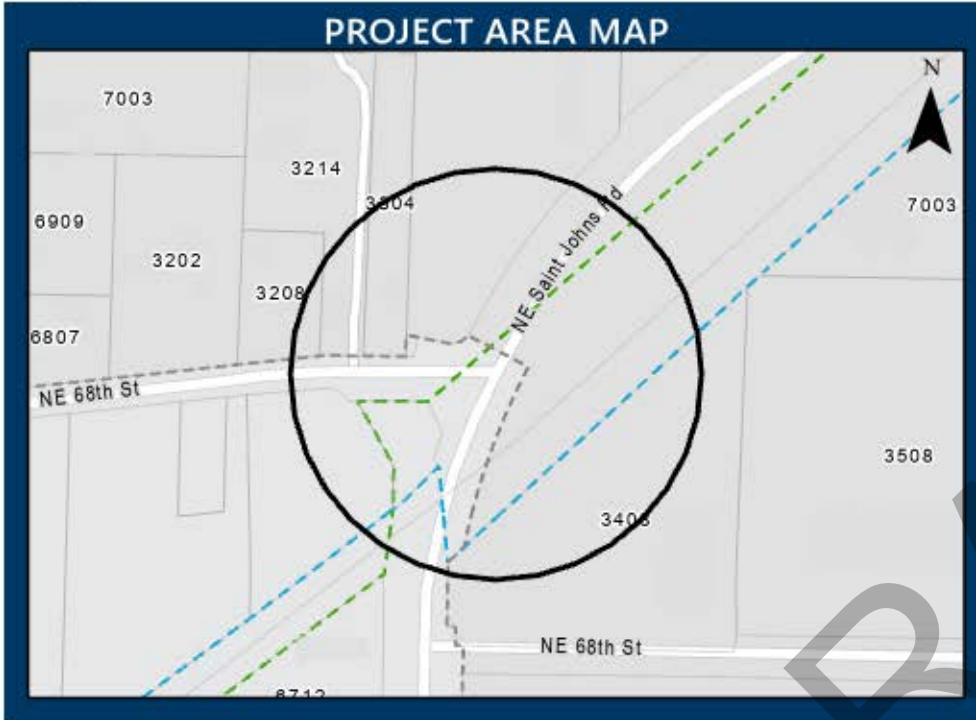 PROJECT AREA MAP
N
7003
3214
3304
7003
6909
3202
NE Saint Johns Rd
3208
6807
NE 68th St
3508
NE 68th St